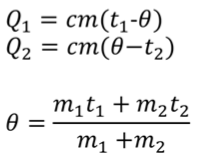 Q₁ = cm(t₁-θ)
Q₂ = cm(θ−t₂)
θ = (m₁t₁ + m₂t₂)/(m₁ +m₂)